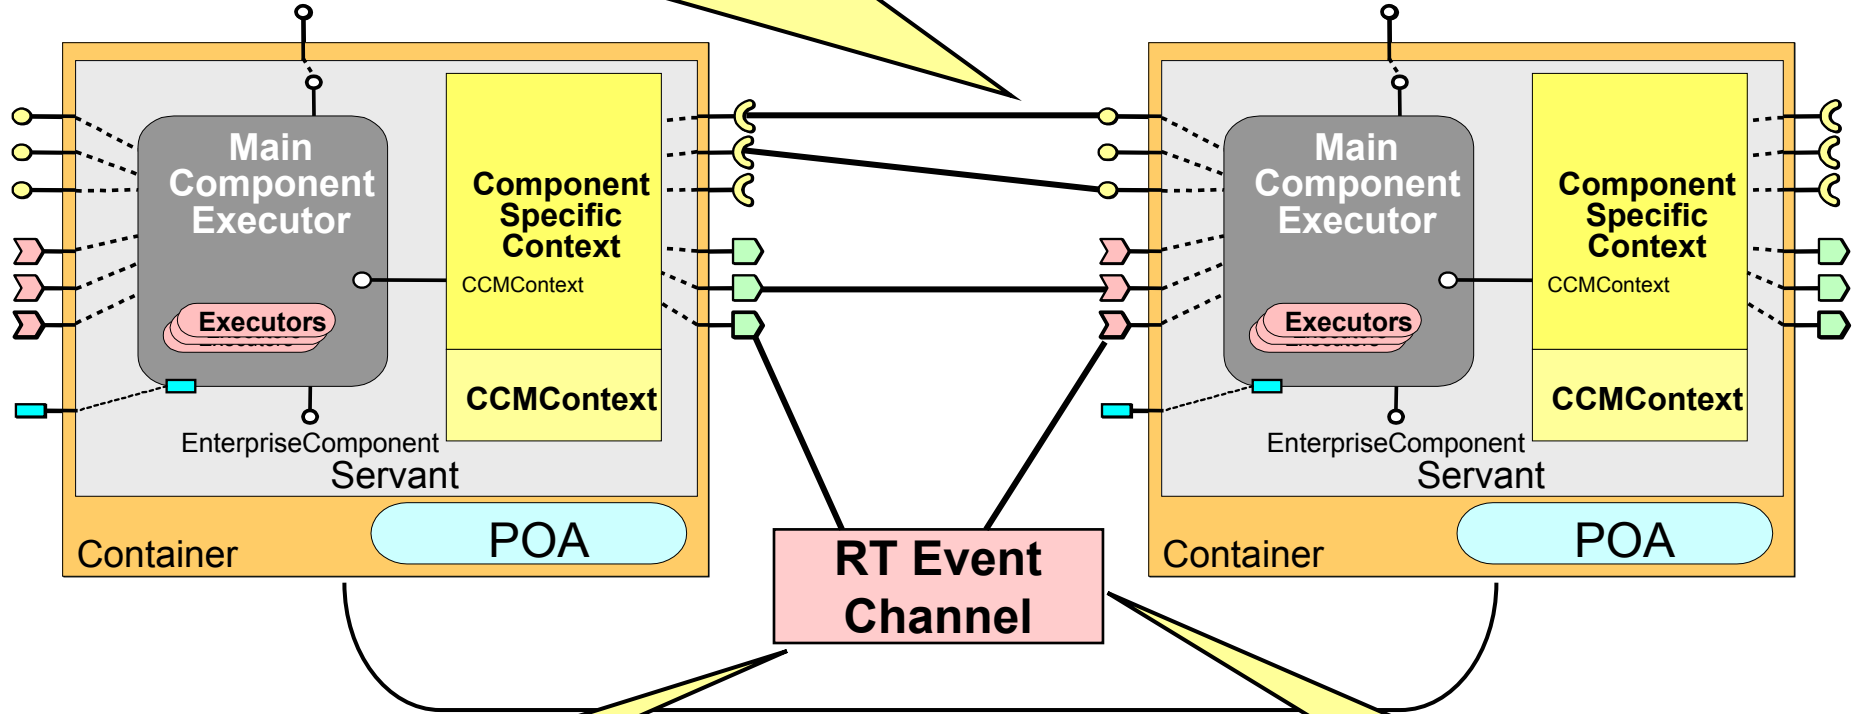 Main
Component
Executor
Component
Specific
Context
CCMContext
Executors
CCMContext
EnterpriseComponent
Servant
POA
Container
RT Event
Channel
Main
Component
Executor
Component
Specific
Context
CCMContext
Executors
CCMContext
EnterpriseComponent
Servant
POA
Container